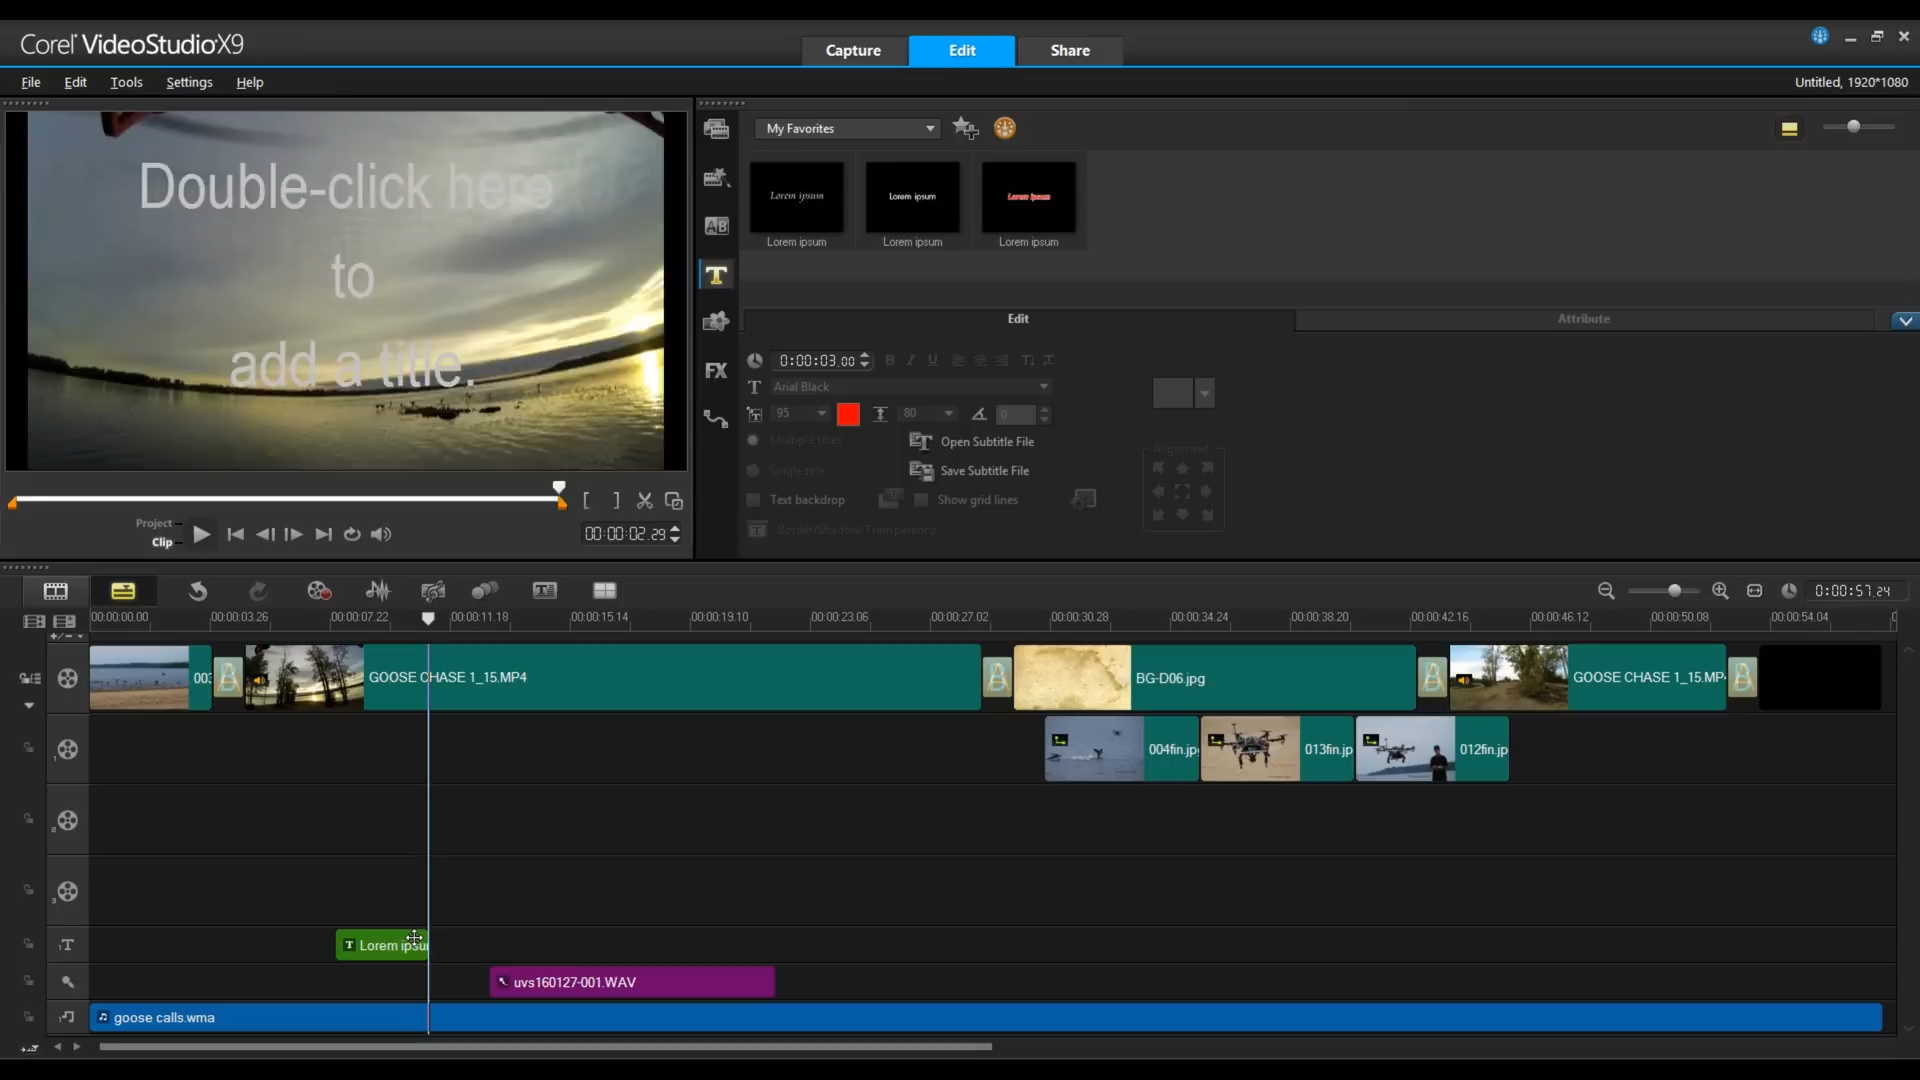 Corel VideoStudio X9
Capture
Edit
Share
File
Edit
Tools
Settings
Help
Untitled, 1920*1080
Double-click here
to
add a title.
My Favorites
Lorem ipsum
Lorem ipsum
Lorem ipsum
Lorem ipsum
Lorem ipsum
Lorem ipsum
AB
T
FX
Edit
Attribute
0:00:03.00
B I U
Arial Black
95
80
0
Multiple titles
Open Subtitle File
Single title
Save Subtitle File
Text backdrop
Show grid lines
Border/Shadow/Transparency
Alignment
Project
Clip
00:00:02.29
0:00:57.24
00:00:00.00
00:00:03.26
00:00:07.22
00:00:11.18
00:00:15.14
00:00:19.10
00:00:23.06
00:00:27.02
00:00:30.28
00:00:34.24
00:00:38.20
00:00:42.16
00:00:46.12
00:00:50.08
00:00:54.04
003
GOOSE CHASE 1_15.MP4
BG-D06.jpg
GOOSE CHASE 1_15.MP
1
004fin.jp
013fin.jp
012fin.jp
2
3
1T
T Lorem ipsu
uvs160127-001.WAV
1
goose calls.wma